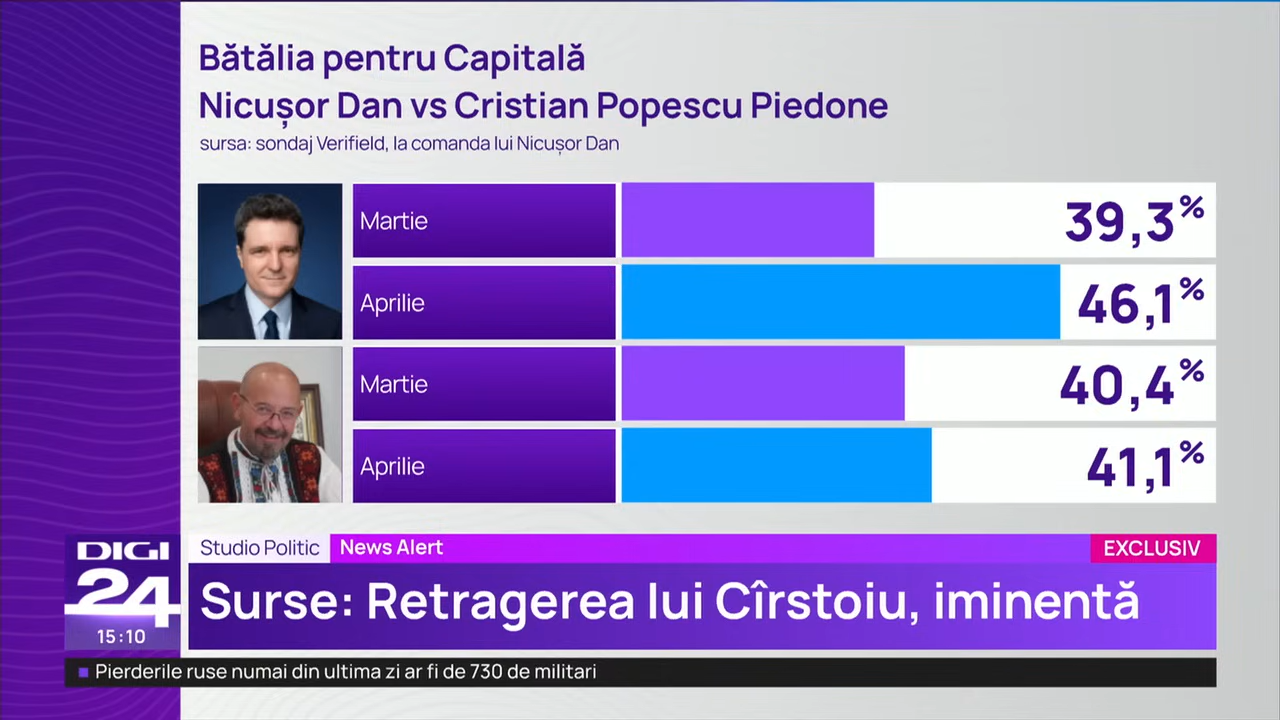 Bătălia pentru Capitală
Nicușor Dan vs Cristian Popescu Piedone
sursa: sondaj Verifield, la comanda lui Nicușor Dan
Martie 39,3%
Aprilie 46,1%
Martie 40,4%
Aprilie 41,1%
DIGI
24
15:10
Studio Politic News Alert EXCLUSIV
Surse: Retragerea lui Cîrstoiu, iminentă
Pierderile ruse numai din ultima zi ar fi de 730 de militari